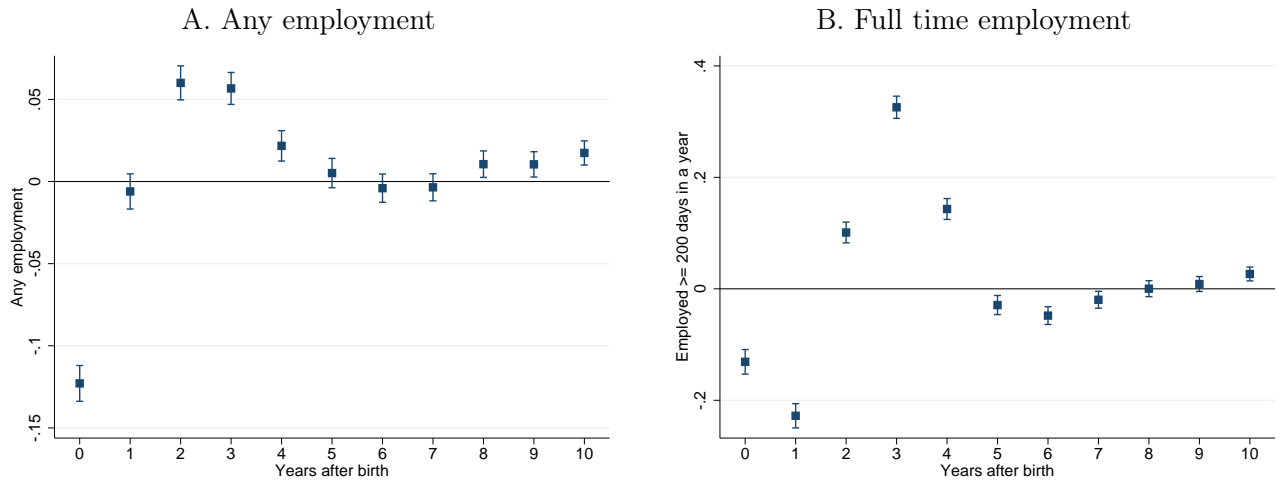 A. Any employment
.05
0
-.05
-.1
-.15
Any employment
0 1 2 3 4 5 6 7 8 9 10
Years after birth
B. Full time employment
.4
.2
0
-.2
Employed >= 200 days in a year
0 1 2 3 4 5 6 7 8 9 10
Years after birth